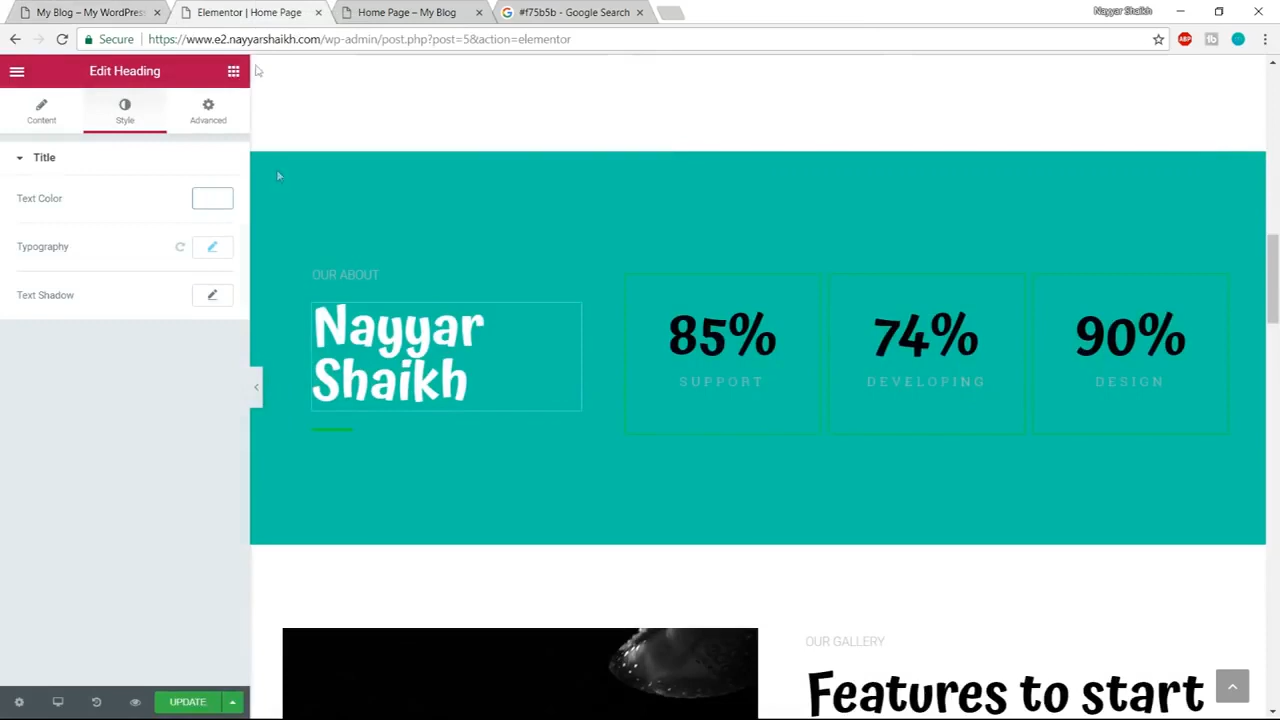 My Blog – My WordPress
Elementor | Home Page
Home Page – My Blog
#f75b5b - Google Search
Nayyar Shaikh
Secure
https://www.e2.nayyarshaikh.com/wp-admin/post.php?post=5&action=elementor
ABP
Edit Heading
Content
Style
Advanced
Title
Text Color
Typography
Text Shadow
UPDATE
OUR ABOUT
Nayyar
Shaikh
85%
SUPPORT
74%
DEVELOPING
90%
DESIGN
OUR GALLERY
Features to start